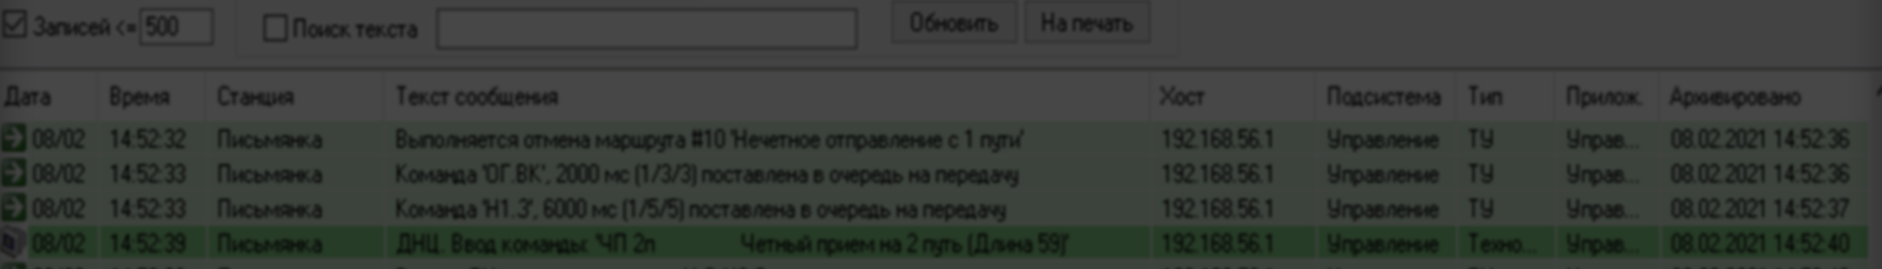 Записей <= 500 Поиск текста Обновить На печать
Дата Время Станция Текст сообщения Хост Подсистема Тип Прилож. Архивировано
08/02 14:52:32 Письмянка Выполняется отмена маршрута #10 'Нечетное отправление с 1 пути' 192.168.56.1 Управление ТУ Управ... 08.02.2021 14:52:36
08/02 14:52:33 Письмянка Команда 'ОГ.ВК', 2000 мс (1/3/3) поставлена в очередь на передачу 192.168.56.1 Управление ТУ Управ... 08.02.2021 14:52:36
08/02 14:52:33 Письмянка Команда 'Н1.3', 6000 мс (1/5/5) поставлена в очередь на передачу 192.168.56.1 Управление ТУ Управ... 08.02.2021 14:52:37
08/02 14:52:39 Письмянка ДНЦ. Ввод команды: 'ЧП 2п Четный прием на 2 путь (Длина 59)' 192.168.56.1 Управление Техно... Управ... 08.02.2021 14:52:40